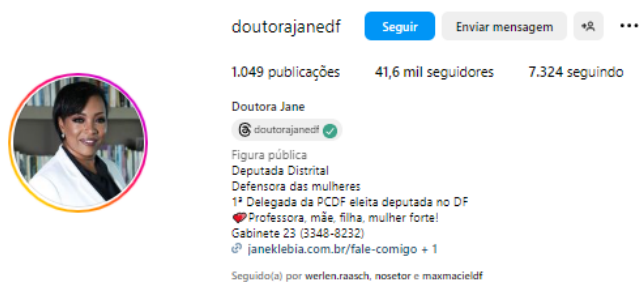 doutorajanedf Seguir Enviar mensagem
1.049 publicações 41,6 mil seguidores 7.324 seguindo
Doutora Jane
doutorajanedf
Figura pública
Deputada Distrital
Defensora das mulheres
1ª Delegada da PCDF eleita deputada no DF
Professora, mãe, filha, mulher forte!
Gabinete 23 (3348-8232)
janeklebia.com.br/fale-comigo + 1
Seguido(a) por werlen.raasch, nosetor e maxmacieldf